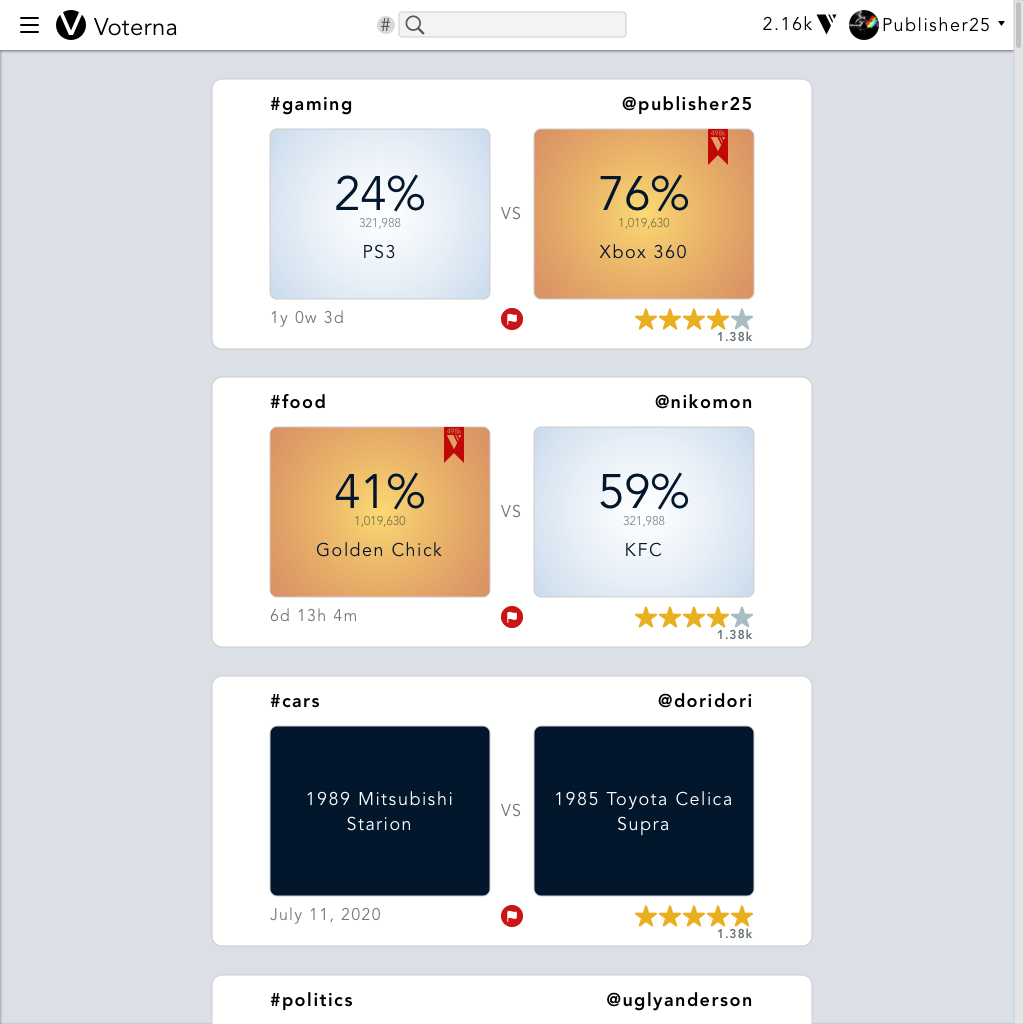 Voterna
#
2.16k
Publisher25
#gaming
@publisher25
24%
321,988
PS3
VS
498k
76%
1,019,630
Xbox 360
1y 0w 3d
1.38k
#food
@nikomon
498k
41%
1,019,630
Golden Chick
VS
59%
321,988
KFC
6d 13h 4m
1.38k
#cars
@doridori
1989 Mitsubishi
Starion
VS
1985 Toyota Celica
Supra
July 11, 2020
1.38k
#politics
@uglyanderson